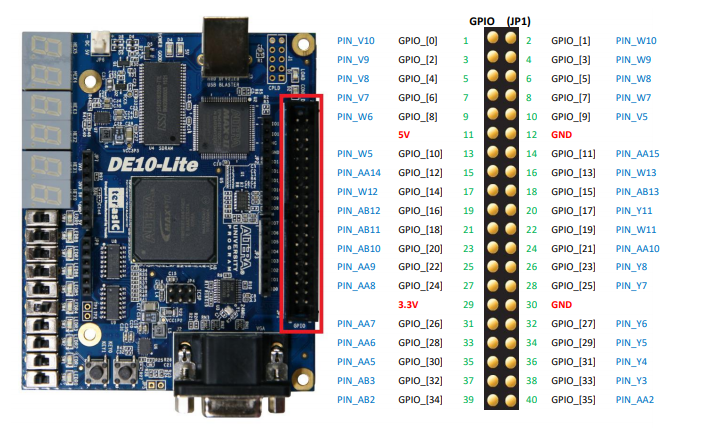 GPIO (JP1)
PIN_V10 GPIO_[0] 1 2 GPIO_[1] PIN_W10
PIN_V9 GPIO_[2] 3 4 GPIO_[3] PIN_W9
PIN_V8 GPIO_[4] 5 6 GPIO_[5] PIN_W8
PIN_V7 GPIO_[6] 7 8 GPIO_[7] PIN_W7
PIN_W6 GPIO_[8] 9 10 GPIO_[9] PIN_V5
5V 11 12 GND
PIN_W5 GPIO_[10] 13 14 GPIO_[11] PIN_AA15
PIN_AA14 GPIO_[12] 15 16 GPIO_[13] PIN_W13
PIN_W12 GPIO_[14] 17 18 GPIO_[15] PIN_AB13
PIN_AB12 GPIO_[16] 19 20 GPIO_[17] PIN_Y11
PIN_AB11 GPIO_[18] 21 22 GPIO_[19] PIN_W11
PIN_AB10 GPIO_[20] 23 24 GPIO_[21] PIN_AA10
PIN_AA9 GPIO_[22] 25 26 GPIO_[23] PIN_Y8
PIN_AA8 GPIO_[24] 27 28 GPIO_[25] PIN_Y7
3.3V 29 30 GND
PIN_AA7 GPIO_[26] 31 32 GPIO_[27] PIN_Y6
PIN_AA6 GPIO_[28] 33 34 GPIO_[29] PIN_Y5
PIN_AA5 GPIO_[30] 35 36 GPIO_[31] PIN_Y4
PIN_AB3 GPIO_[32] 37 38 GPIO_[33] PIN_Y3
PIN_AB2 GPIO_[34] 39 40 GPIO_[35] PIN_AA2
USB BLASTER
CPLD
U4 SDRAM
DE10-Lite
terasic
ALTERA
UNIVERSITY
PROGRAM
VGA
GPIO